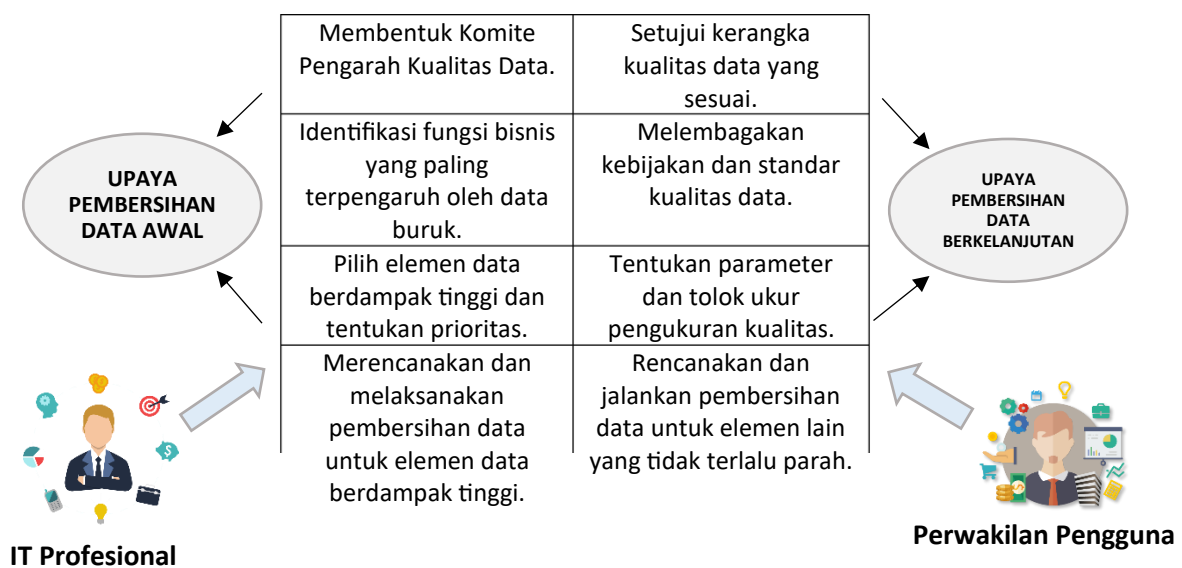 Membentuk Komite
Pengarah Kualitas Data.
Setujui kerangka
kualitas data yang
sesuai.
Identifikasi fungsi bisnis
yang paling
terpengaruh oleh data
buruk.
Melembagakan
kebijakan dan standar
kualitas data.
UPAYA
PEMBERSIHAN
DATA AWAL
UPAYA
PEMBERSIHAN
DATA
BERKELANJUTAN
Pilih elemen data
berdampak tinggi dan
tentukan prioritas.
Tentukan parameter
dan tolok ukur
pengukuran kualitas.
Merencanakan dan
melaksanakan
pembersihan data
untuk elemen data
berdampak tinggi.
Rencanakan dan
jalankan pembersihan
data untuk elemen lain
yang tidak terlalu parah.
IT Profesional
Perwakilan Pengguna